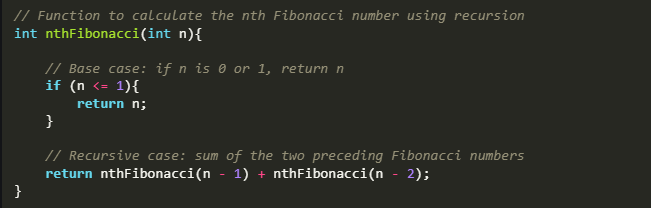 // Function to calculate the nth Fibonacci number using recursion
int nthFibonacci(int n){
    // Base case: if n is 0 or 1, return n
    if (n <= 1){
        return n;
    }
    // Recursive case: sum of the two preceding Fibonacci numbers
    return nthFibonacci(n - 1) + nthFibonacci(n - 2);
}